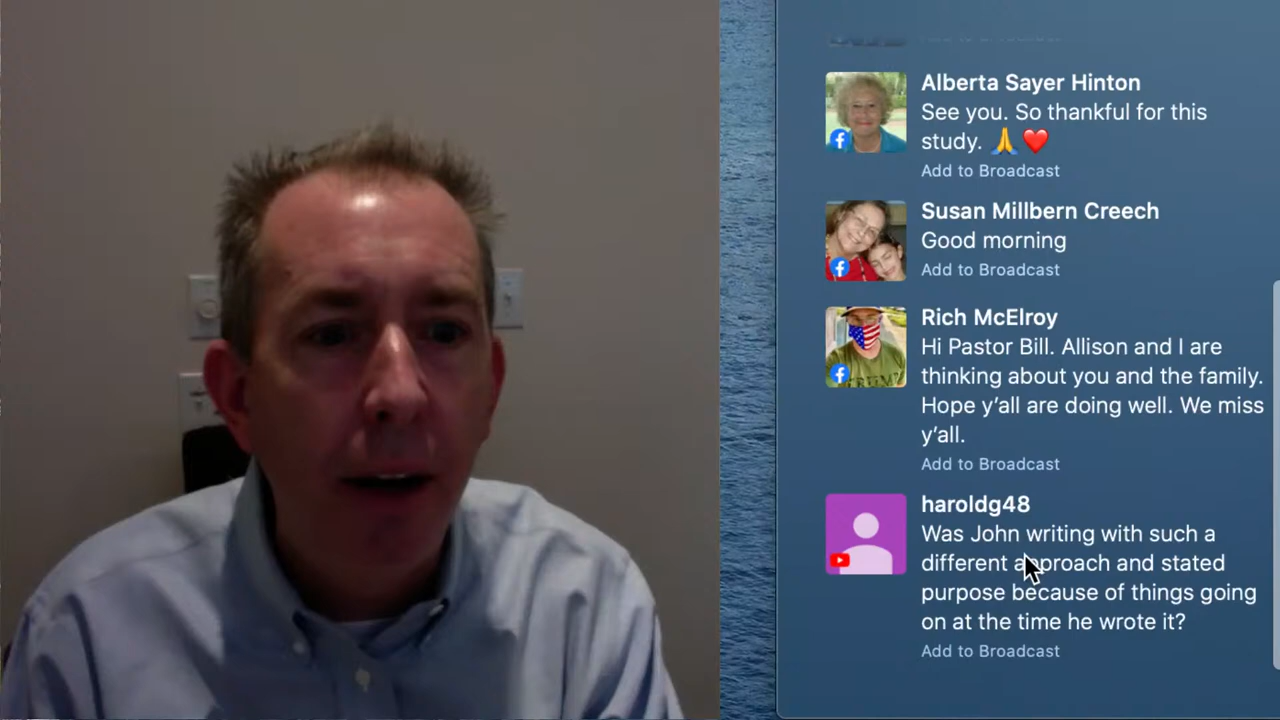 Alberta Sayer Hinton
See you. So thankful for this
study. 🙏❤️
Add to Broadcast
Susan Millbern Creech
Good morning
Add to Broadcast
Rich McElroy
Hi Pastor Bill. Allison and I are
thinking about you and the family.
Hope y’all are doing well. We miss
y’all.
Add to Broadcast
haroldg48
Was John writing with such a
different approach and stated
purpose because of things going
on at the time he wrote it?
Add to Broadcast